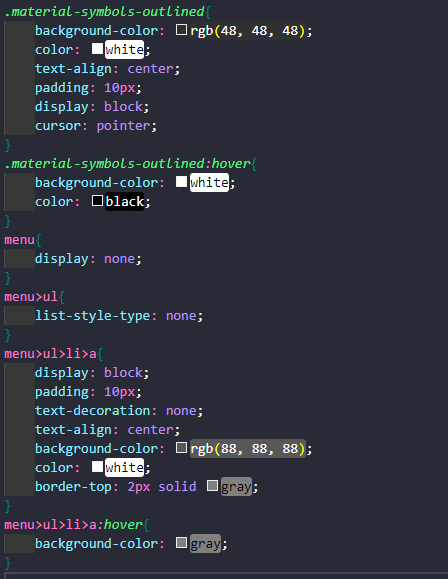 .material-symbols-outlined{
    background-color: rgb(48, 48, 48);
    color: white;
    text-align: center;
    padding: 10px;
    display: block;
    cursor: pointer;
}
.material-symbols-outlined:hover{
    background-color: white;
    color: black;
}
menu{
    display: none;
}
menu>ul{
    list-style-type: none;
}
menu>ul>li>a{
    display: block;
    padding: 10px;
    text-decoration: none;
    text-align: center;
    background-color: rgb(88, 88, 88);
    color: white;
    border-top: 2px solid gray;
}
menu>ul>li>a:hover{
    background-color: gray;
}